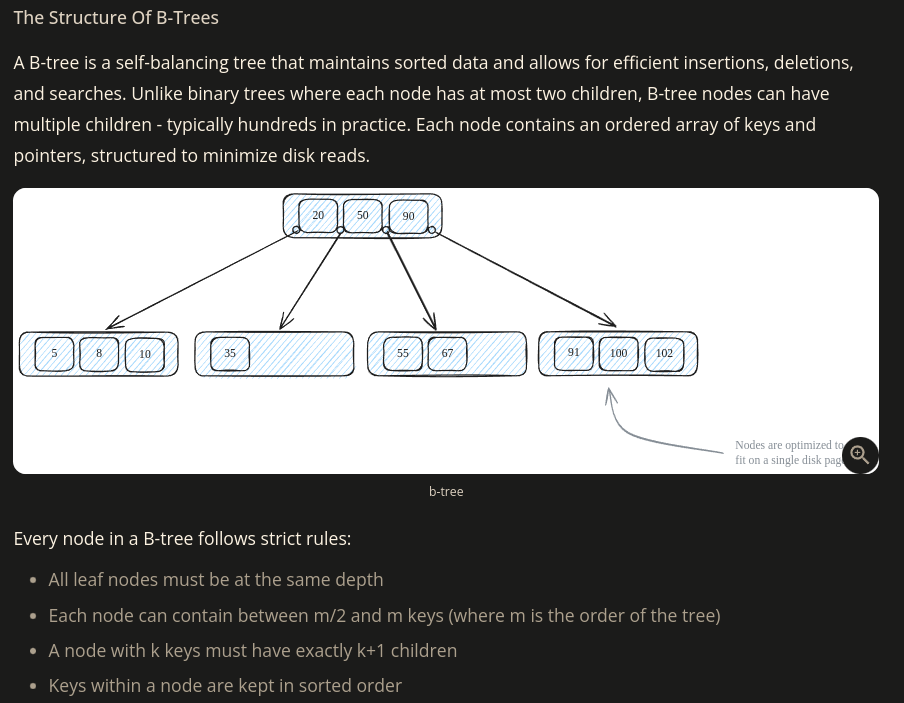 The Structure Of B-Trees
A B-tree is a self-balancing tree that maintains sorted data and allows for efficient insertions, deletions,
and searches. Unlike binary trees where each node has at most two children, B-tree nodes can have
multiple children - typically hundreds in practice. Each node contains an ordered array of keys and
pointers, structured to minimize disk reads.
20 50 90
5 8 10 35 55 67 91 100 102
Nodes are optimized to
fit on a single disk
b-tree
Every node in a B-tree follows strict rules:
• All leaf nodes must be at the same depth
• Each node can contain between m/2 and m keys (where m is the order of the tree)
• A node with k keys must have exactly k+1 children
• Keys within a node are kept in sorted order